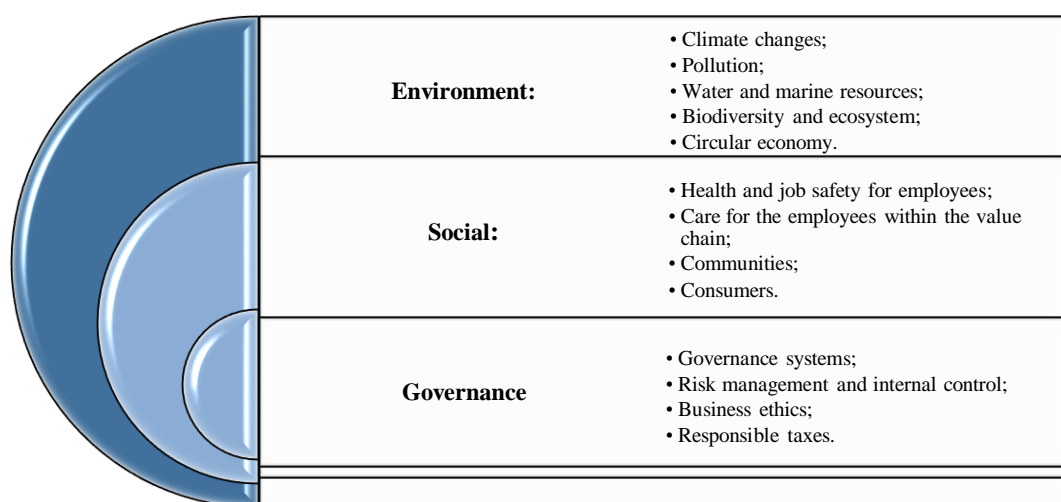 Environment:
• Climate changes;
• Pollution;
• Water and marine resources;
• Biodiversity and ecosystem;
• Circular economy.
Social:
• Health and job safety for employees;
• Care for the employees within the value
chain;
• Communities;
• Consumers.
Governance
• Governance systems;
• Risk management and internal control;
• Business ethics;
• Responsible taxes.